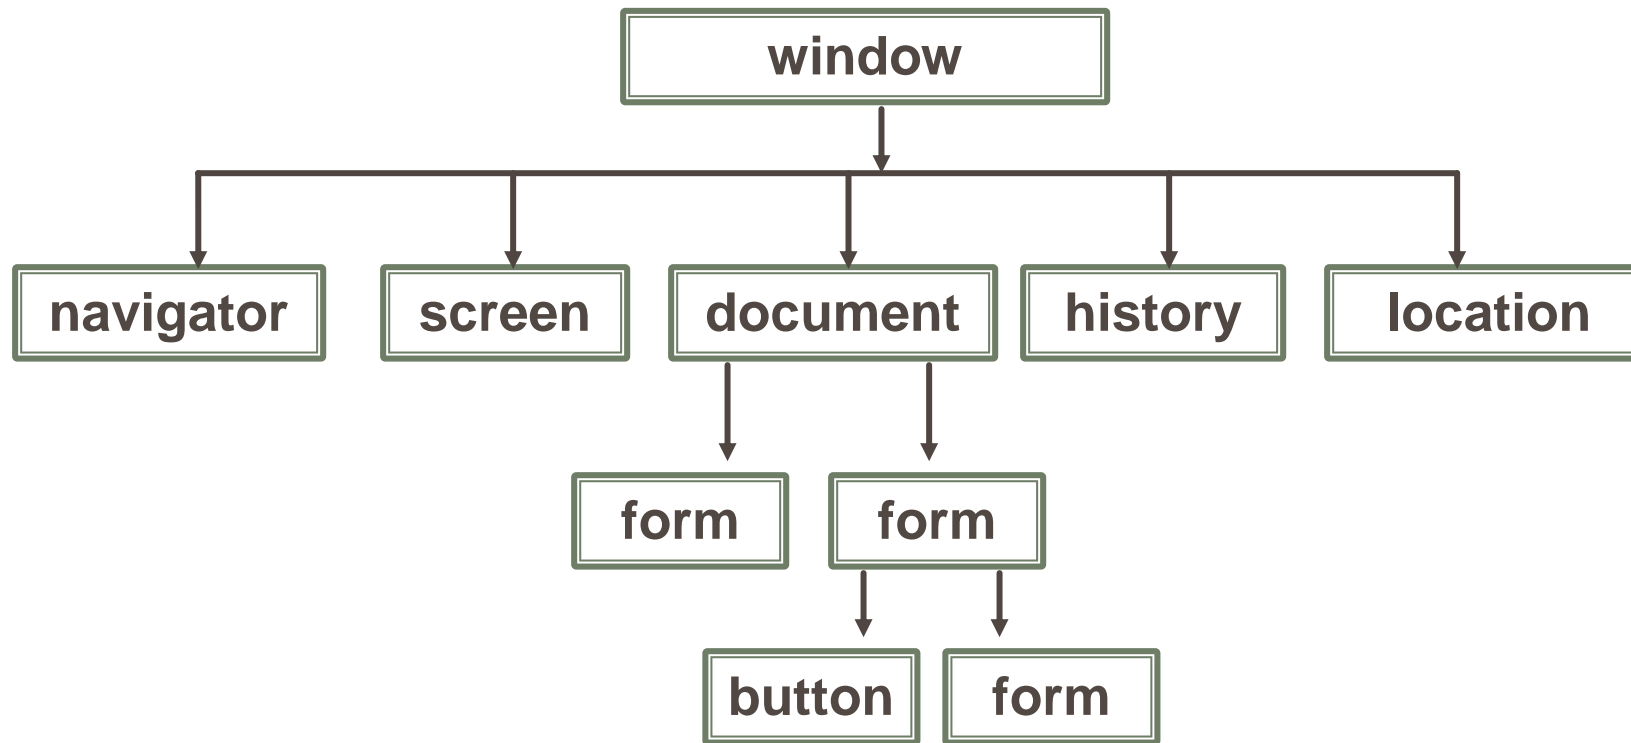 window
navigator
screen
document
history
location
form
form
button
form